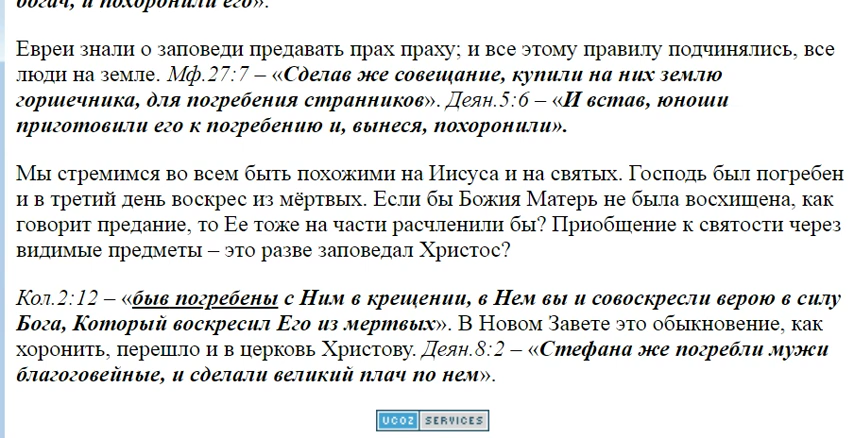 богач, и похоронили его».
Евреи знали о заповеди предавать прах праху; и все этому правилу подчинялись, все
люди на земле. Мф.27:7 – «Сделав же совещание, купили на них землю
горшечника, для погребения странников». Деян.5:6 – «И встав, юноши
приготовили его к погребению и, вынеся, похоронили».
Мы стремимся во всем быть похожими на Иисуса и на святых. Господь был погребен
и в третий день воскрес из мёртвых. Если бы Божия Матерь не была восхищена, как
говорит предание, то Ее тоже на части расчленили бы? Приобщение к святости через
видимые предметы – это разве заповедал Христос?
Кол.2:12 – «быв погребены с Ним в крещении, в Нем вы и совоскресли верою в силу
Бога, Который воскресил Его из мертвых». В Новом Завете это обыкновение, как
хоронить, перешло и в церковь Христову. Деян.8:2 – «Стефана же погребли мужи
благоговейные, и сделали великий плач по нем».
UCOZ SERVICES